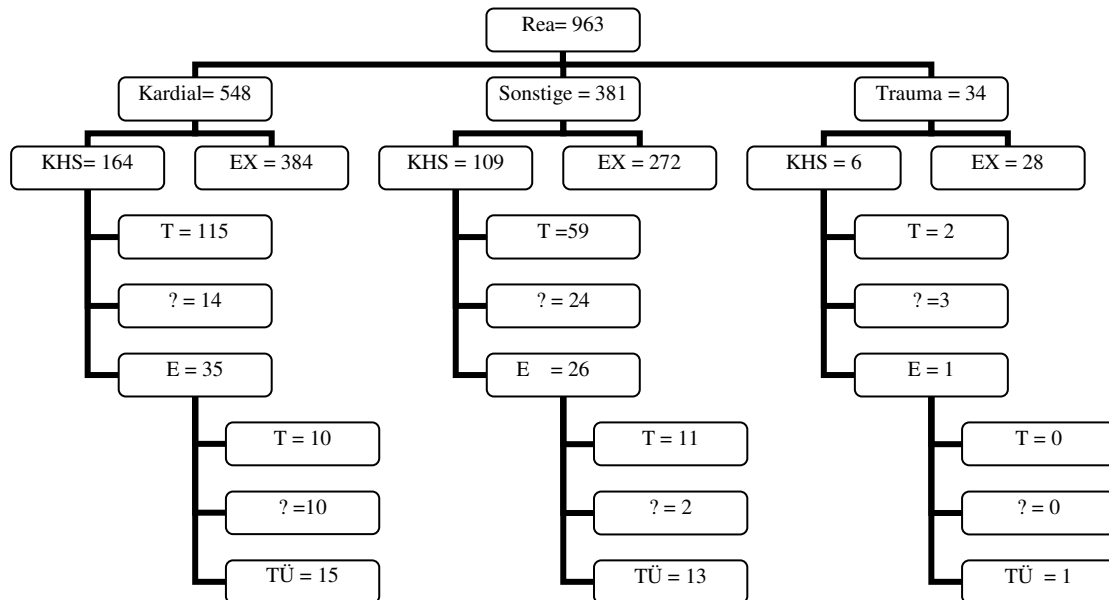 Rea= 963
Kardial= 548
Sonstige = 381
Trauma = 34
KHS= 164
EX = 384
KHS = 109
EX = 272
KHS = 6
EX = 28
T = 115
T =59
T = 2
? = 14
? = 24
? =3
E = 35
E = 26
E = 1
T = 10
T = 11
T = 0
? =10
? = 2
? = 0
TÜ = 15
TÜ = 13
TÜ = 1